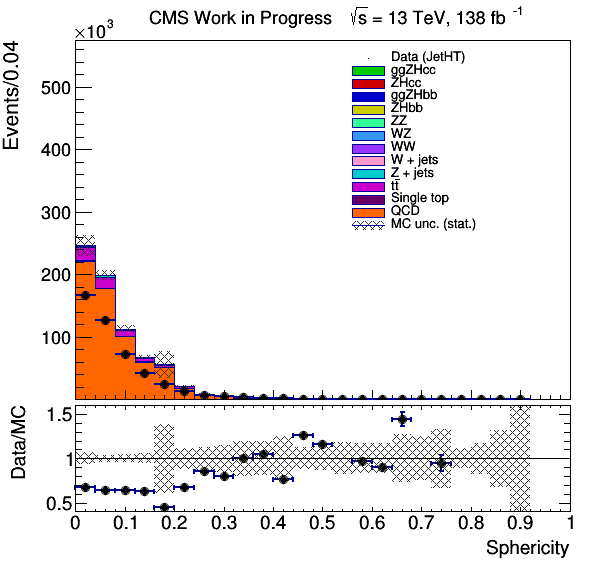 CMS Work in Progress √s = 13 TeV, 138 fb⁻¹
×10³
Events/0.04
500
400
300
200
100
Data (JetHT)
ggZHcc
ZHcc
ggZHbb
ZHbb
ZZ
WZ
WW
W + jets
Z + jets
tt̄
Single top
QCD
MC unc. (stat.)
Data/MC
1.5
1
0.5
0 0.1 0.2 0.3 0.4 0.5 0.6 0.7 0.8 0.9 1
Sphericity